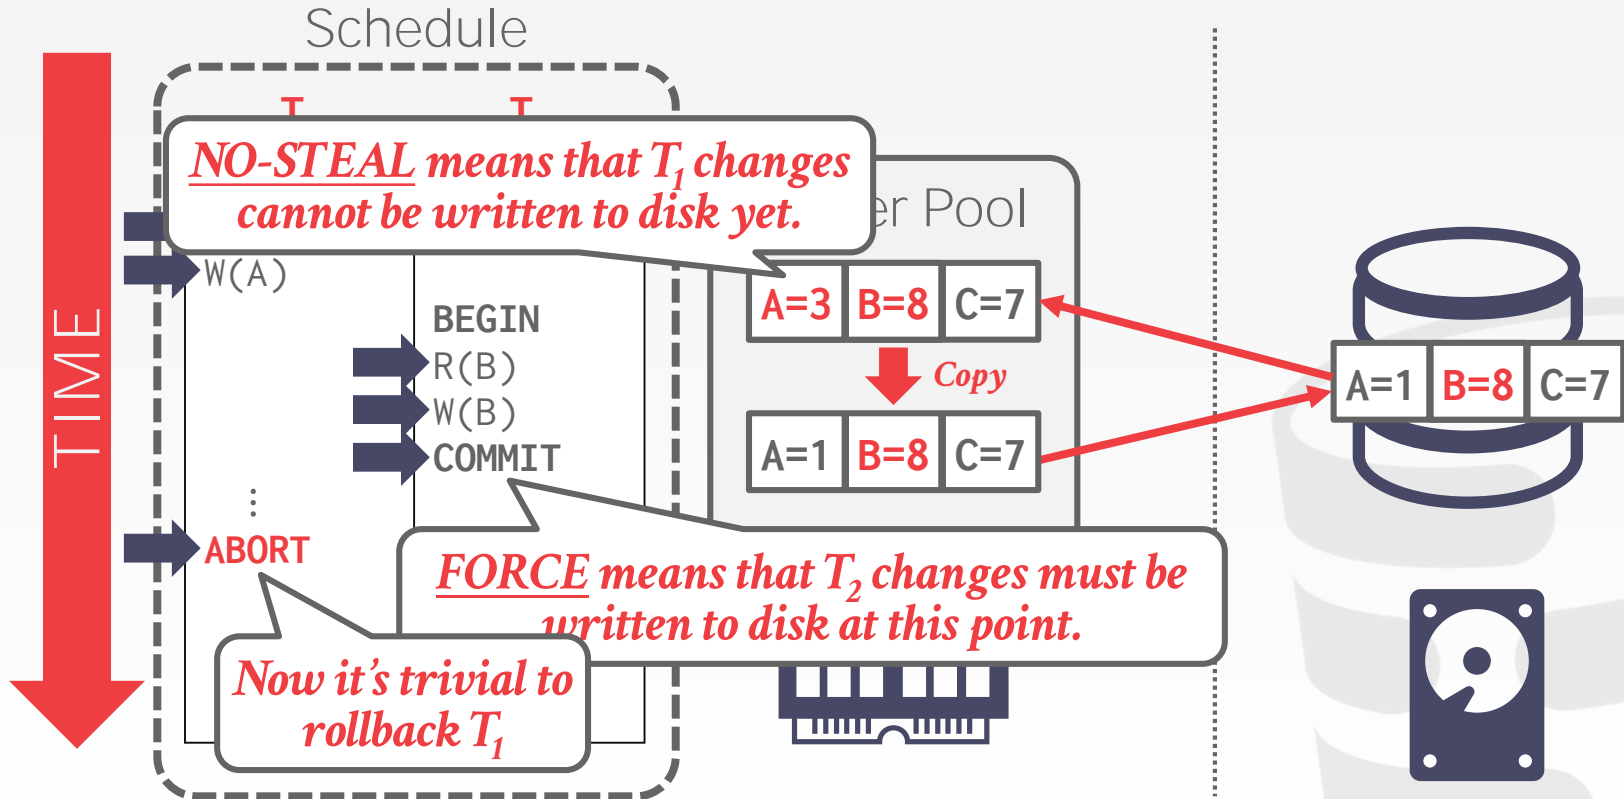 Schedule
T
T
NO-STEAL means that T1 changes
cannot be written to disk yet.
er Pool
W(A)
TIME
BEGIN
R(B)
W(B)
COMMIT
⋮
ABORT
A=3 B=8 C=7
Copy
A=1 B=8 C=7
A=1 B=8 C=7
FORCE means that T2 changes must be
written to disk at this point.
Now it's trivial to
rollback T1